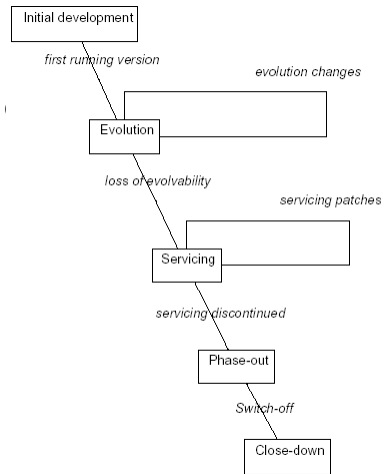 Initial development
first running version
evolution changes
Evolution
loss of evolvability
servicing patches
Servicing
servicing discontinued
Phase-out
Switch-off
Close-down